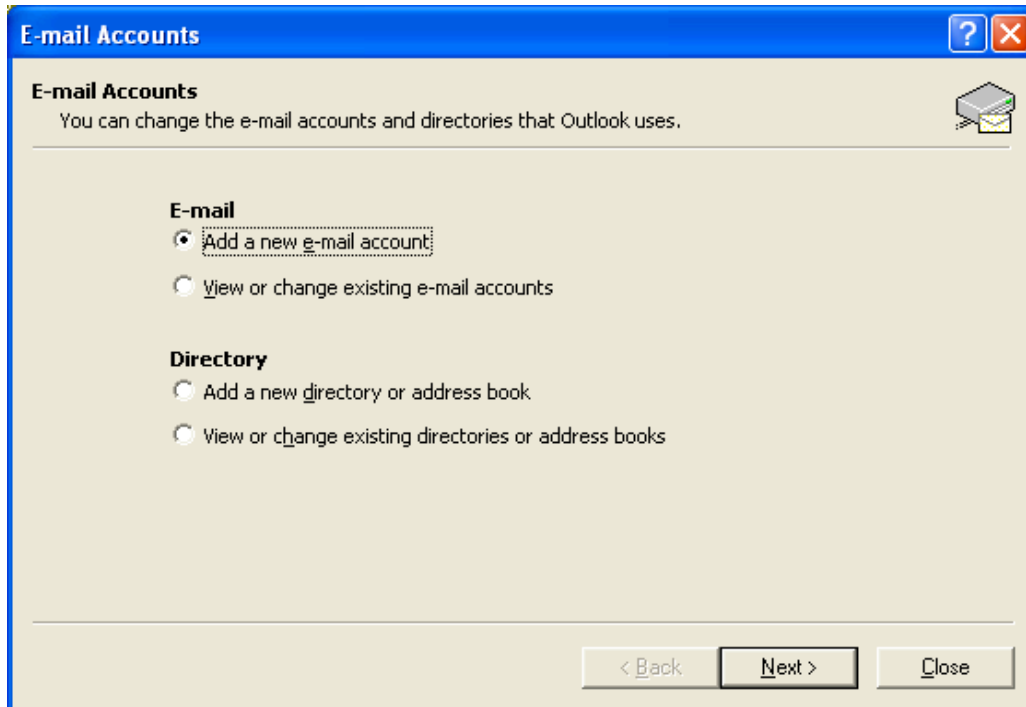 E-mail Accounts
E-mail Accounts
You can change the e-mail accounts and directories that Outlook uses.
E-mail
Add a new e-mail account
View or change existing e-mail accounts
Directory
Add a new directory or address book
View or change existing directories or address books
< Back Next > Close